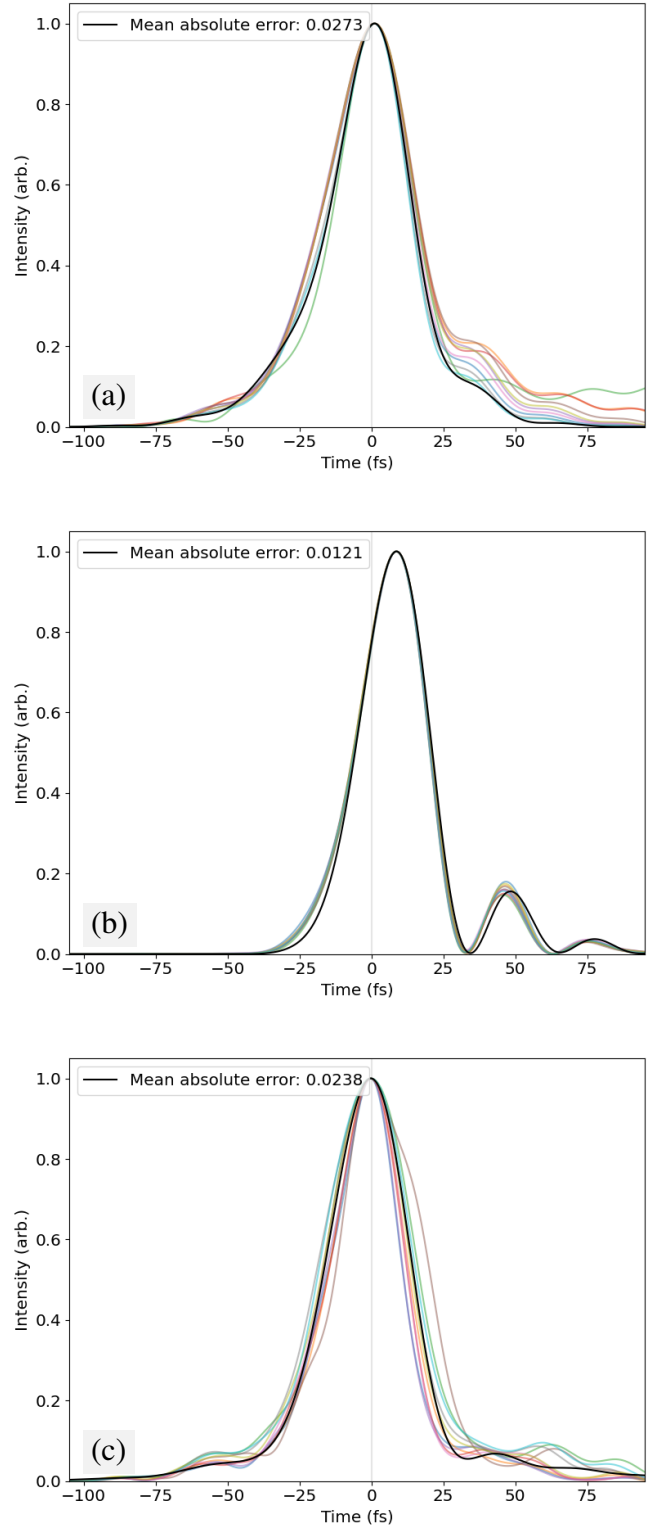 1.0
Mean absolute error: 0.0273
0.8
0.6
0.4
0.2
0.0
Intensity (arb.)
(a)
−100 −75 −50 −25 0 25 50 75
Time (fs)
1.0
Mean absolute error: 0.0121
0.8
0.6
0.4
0.2
0.0
Intensity (arb.)
(b)
−100 −75 −50 −25 0 25 50 75
Time (fs)
1.0
Mean absolute error: 0.0238
0.8
0.6
0.4
0.2
0.0
Intensity (arb.)
(c)
−100 −75 −50 −25 0 25 50 75
Time (fs)